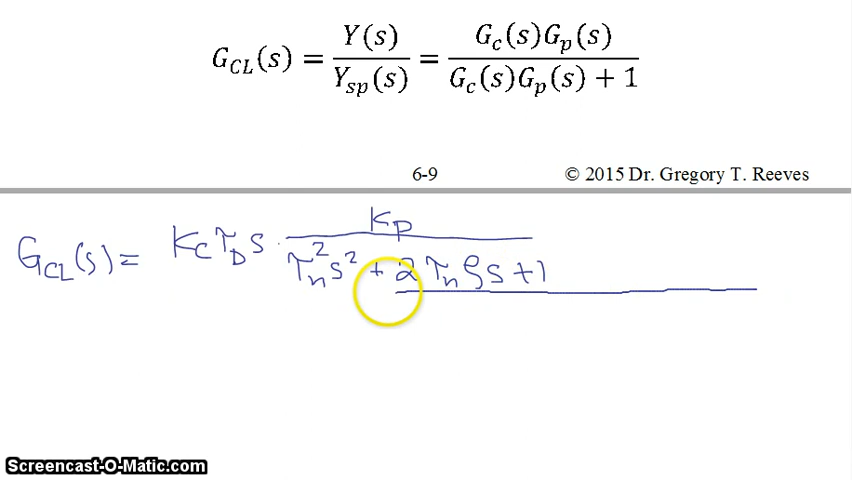 G_CL(s) = Y(s) / Y_sp(s) = G_c(s)G_p(s) / G_c(s)G_p(s) + 1
6-9 © 2015 Dr. Gregory T. Reeves
G_CL(s) = K_C τ_D s · K_p / τ_n² s² + 2 τ_n ζ s + 1
Screencast-O-Matic.com